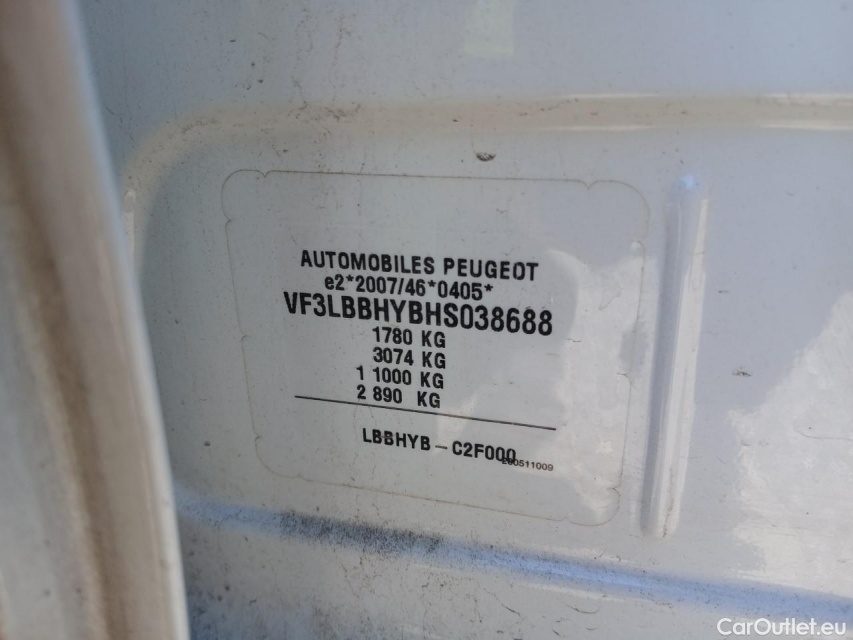 AUTOMOBILES PEUGEOT
e2*2007/46*0405*
VF3LBBHYBHS038688
1780 KG
3074 KG
1 1000 KG
2 890 KG
LBBHYB – C2F000
CarOutlet.eu